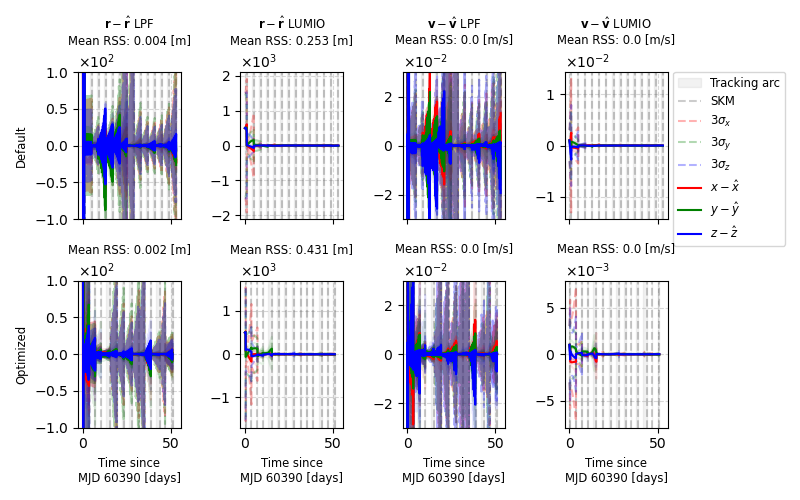 r − r̂ LPF
Mean RSS: 0.004 [m]
r − r̂ LUMIO
Mean RSS: 0.253 [m]
v − v̂ LPF
Mean RSS: 0.0 [m/s]
v − v̂ LUMIO
Mean RSS: 0.0 [m/s]
×10²
×10³
×10⁻²
×10⁻²
Default
1.0
0.5
0.0
−0.5
−1.0
2
1
0
−1
−2
2
0
−2
1
0
−1
Tracking arc
SKM
3σx
3σy
3σz
x − x̂
y − ŷ
z − ẑ
Mean RSS: 0.002 [m]
Mean RSS: 0.431 [m]
Mean RSS: 0.0 [m/s]
Mean RSS: 0.0 [m/s]
×10²
×10³
×10⁻²
×10⁻³
Optimized
1.0
0.5
0.0
−0.5
−1.0
1
0
−1
2
0
−2
5
0
−5
0 50
0 50
0 50
0 50
Time since
MJD 60390 [days]
Time since
MJD 60390 [days]
Time since
MJD 60390 [days]
Time since
MJD 60390 [days]